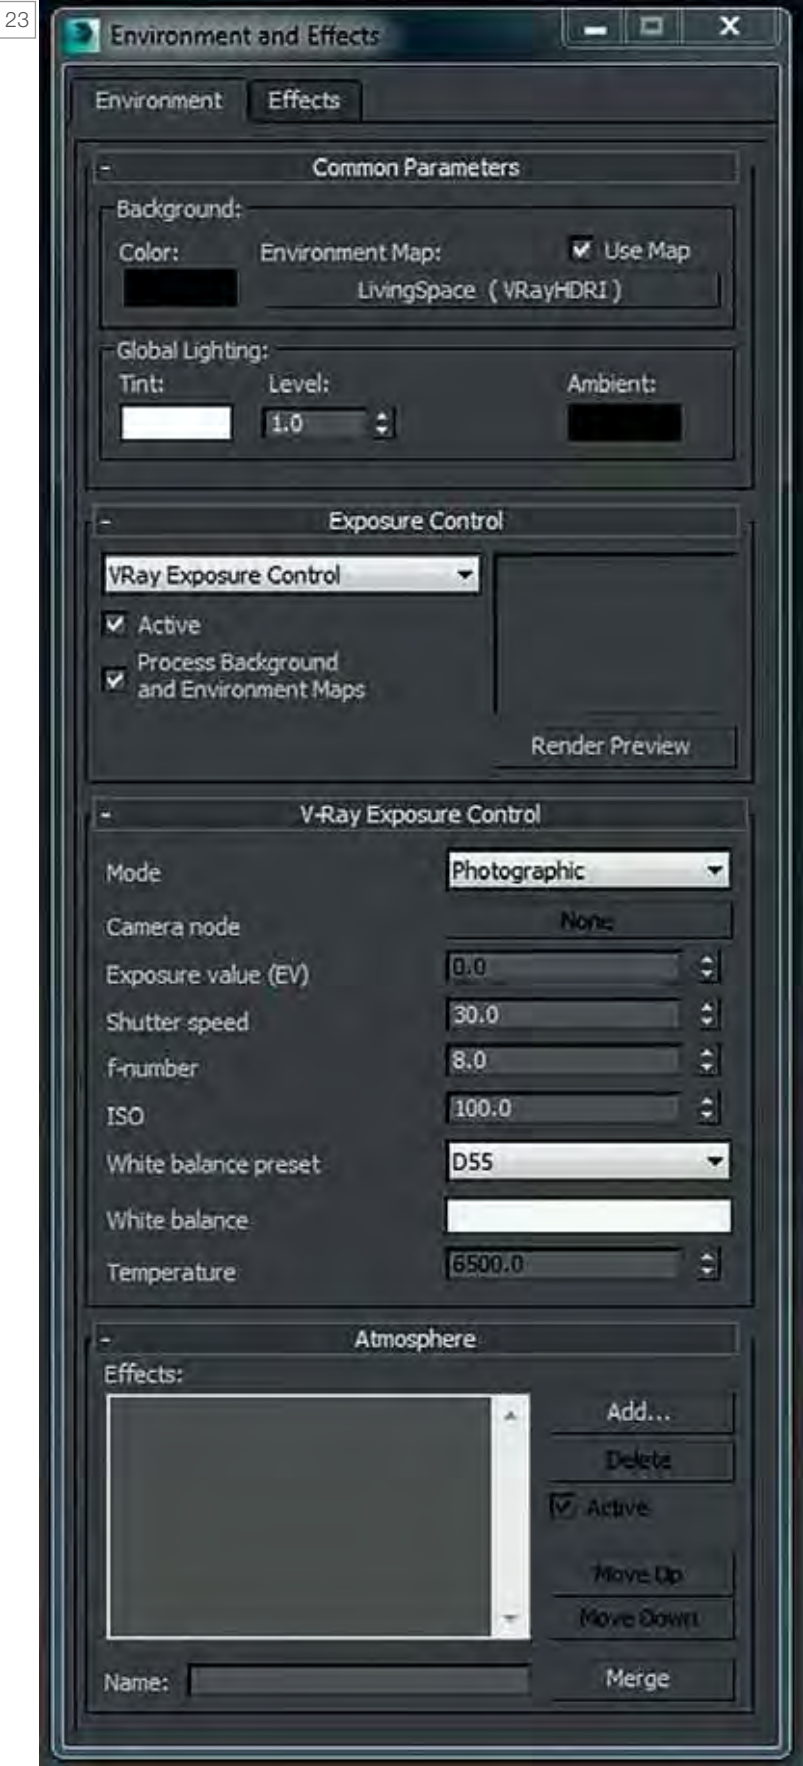 23
Environment and Effects
Environment Effects
- Common Parameters
Background:
Color: Environment Map: Use Map
LivingSpace ( VRayHDRI )
Global Lighting:
Tint: Level: Ambient:
1.0
- Exposure Control
VRay Exposure Control
Active
Process Background
and Environment Maps
Render Preview
- V-Ray Exposure Control
Mode Photographic
Camera node None
Exposure value (EV) 0.0
Shutter speed 30.0
f-number 8.0
ISO 100.0
White balance preset D55
White balance
Temperature 6500.0
- Atmosphere
Effects:
Add...
Delete
Active
Move Up
Move Down
Name: Merge